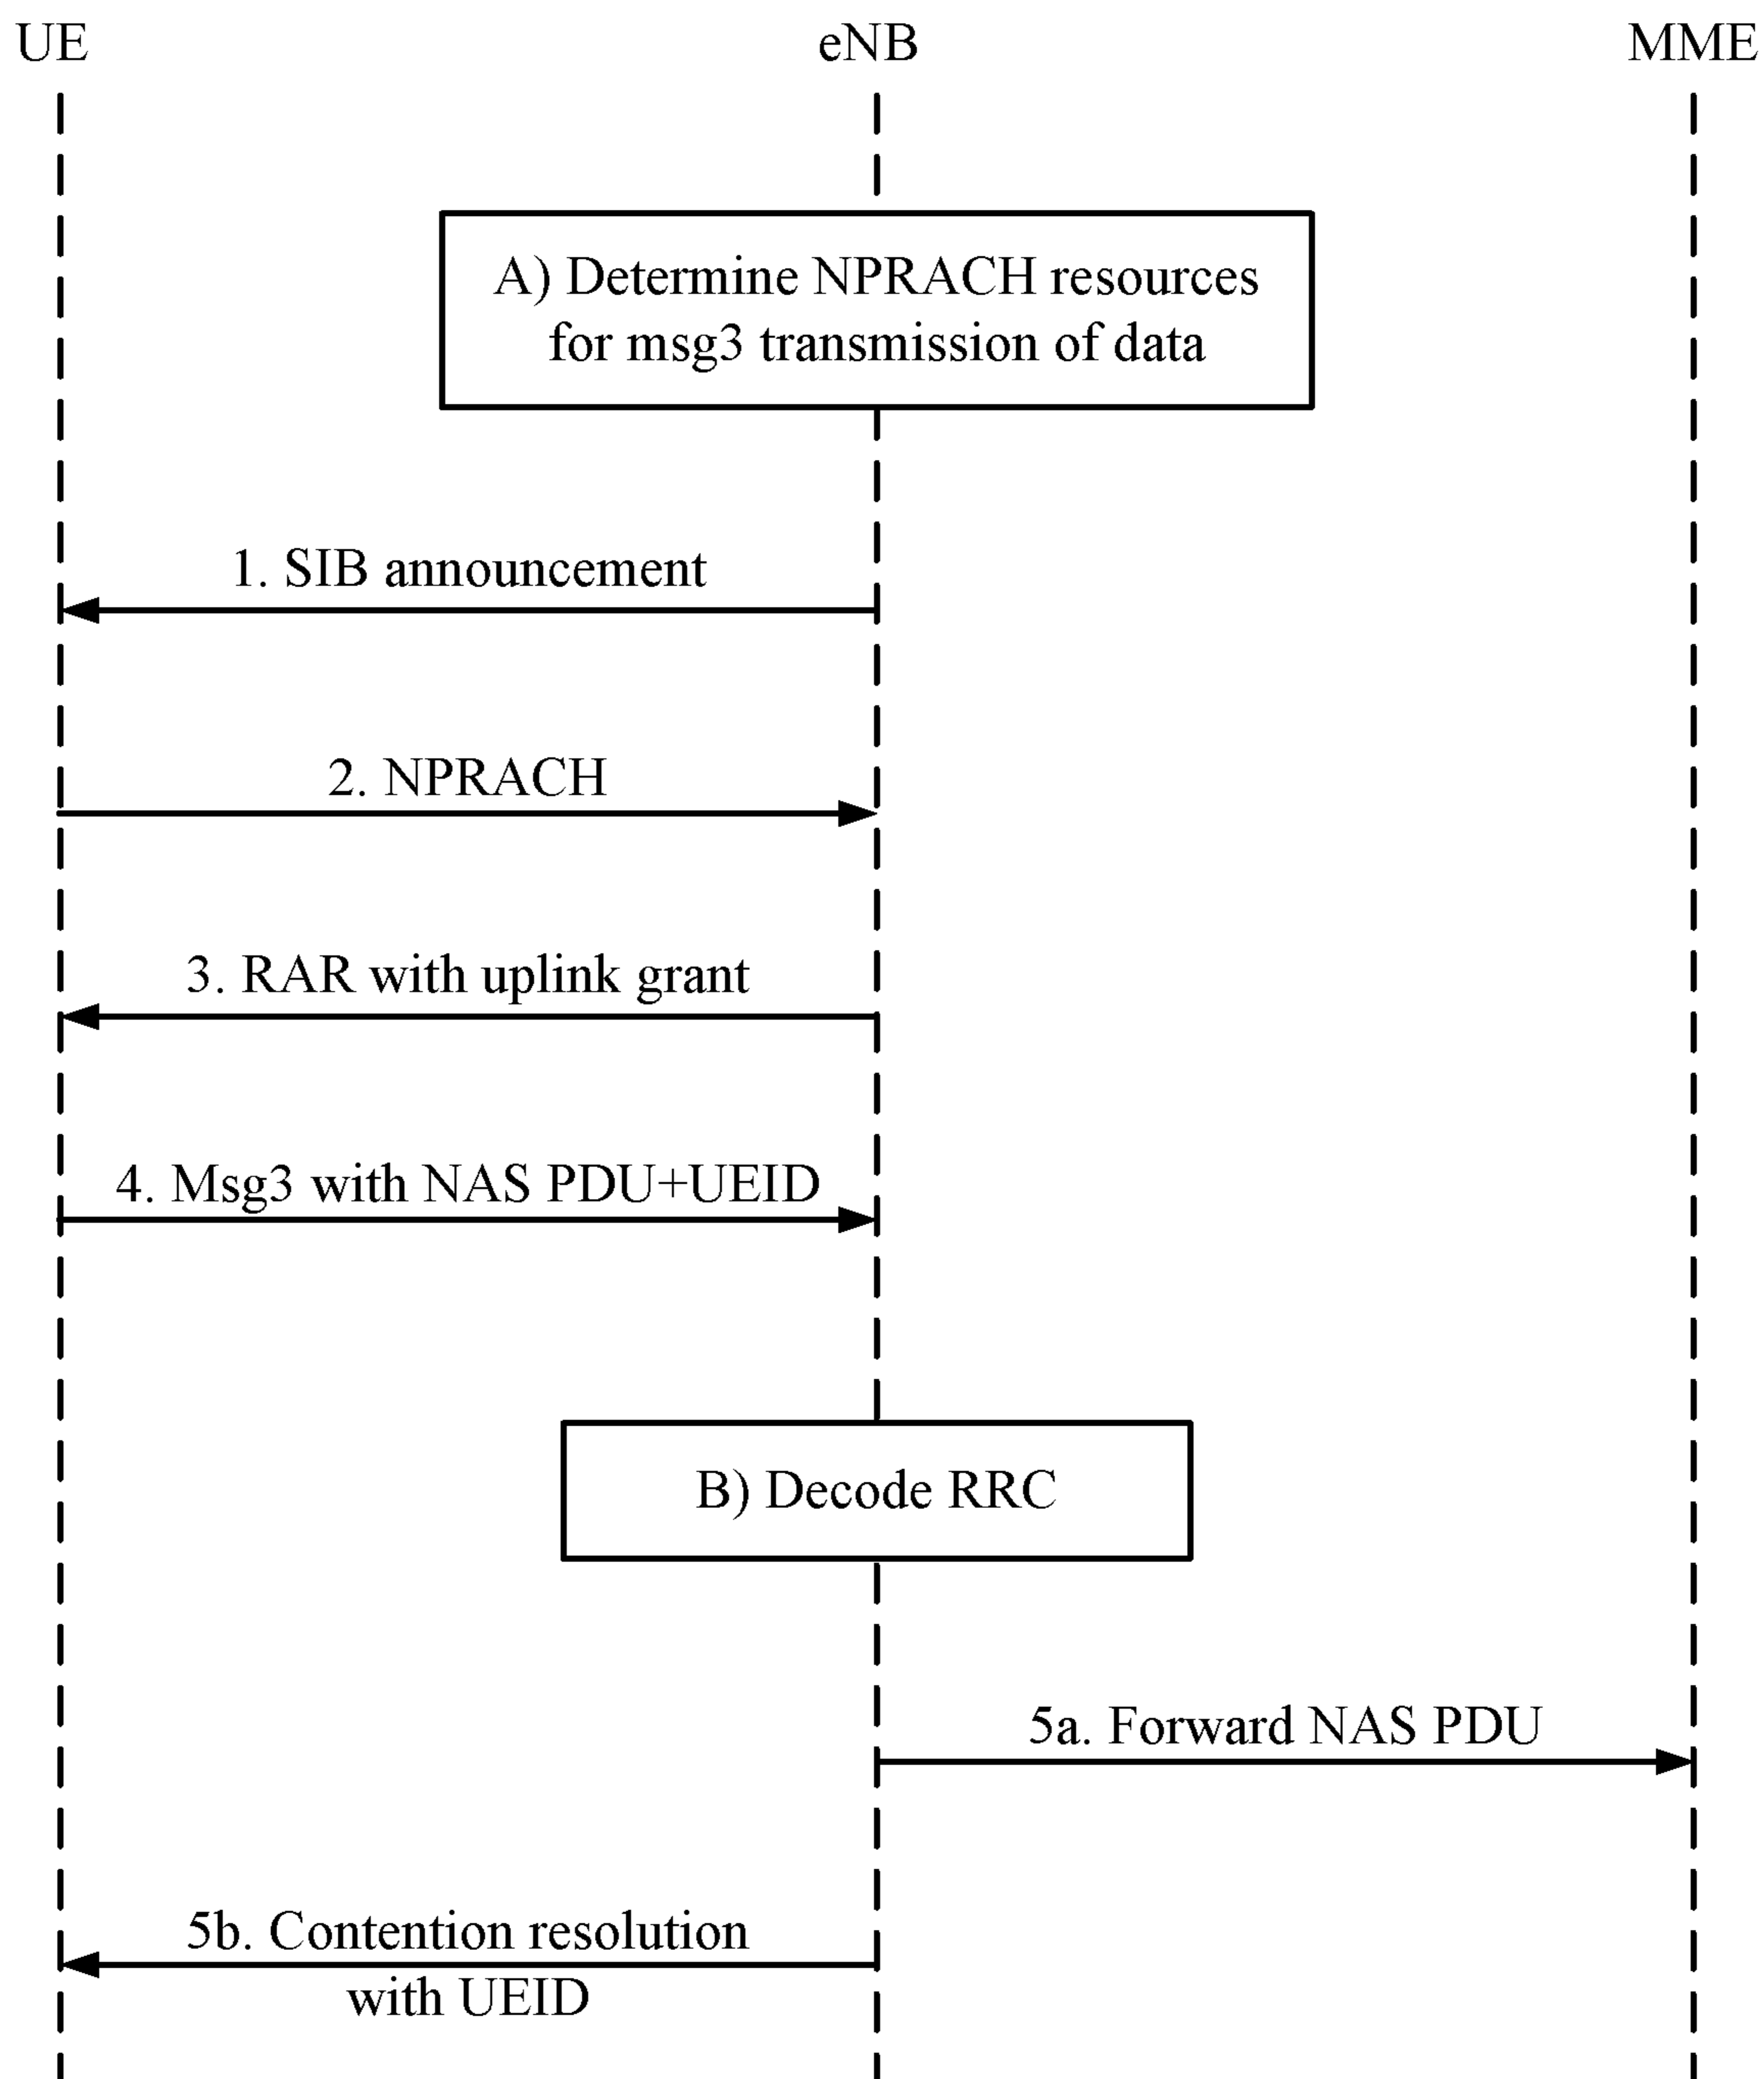 UE eNB MME
A) Determine NPRACH resources
for msg3 transmission of data
1. SIB announcement
2. NPRACH
3. RAR with uplink grant
4. Msg3 with NAS PDU+UEID
B) Decode RRC
5a. Forward NAS PDU
5b. Contention resolution
with UEID